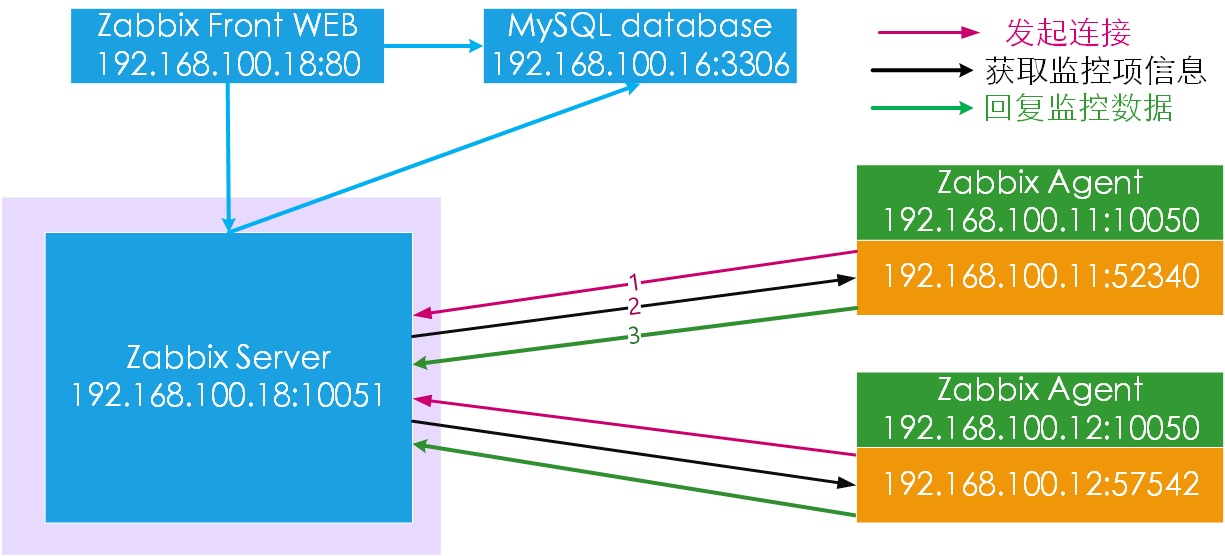 Zabbix Front WEB
192.168.100.18:80
MySQL database
192.168.100.16:3306
发起连接
获取监控项信息
回复监控数据
Zabbix Agent
192.168.100.11:10050
192.168.100.11:52340
1
2
3
Zabbix Server
192.168.100.18:10051
Zabbix Agent
192.168.100.12:10050
192.168.100.12:57542